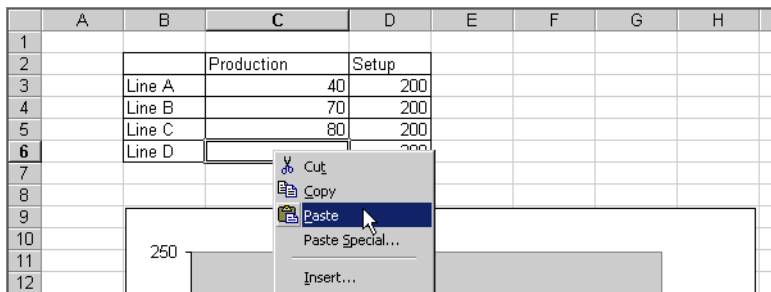 A B C D E F G H
1
2 Production Setup
3 Line A 40 200
4 Line B 70 200
5 Line C 80 200
6 Line D
7 Cut
8 Copy
9 Paste
10 Paste Special...
11 250
12 Insert...